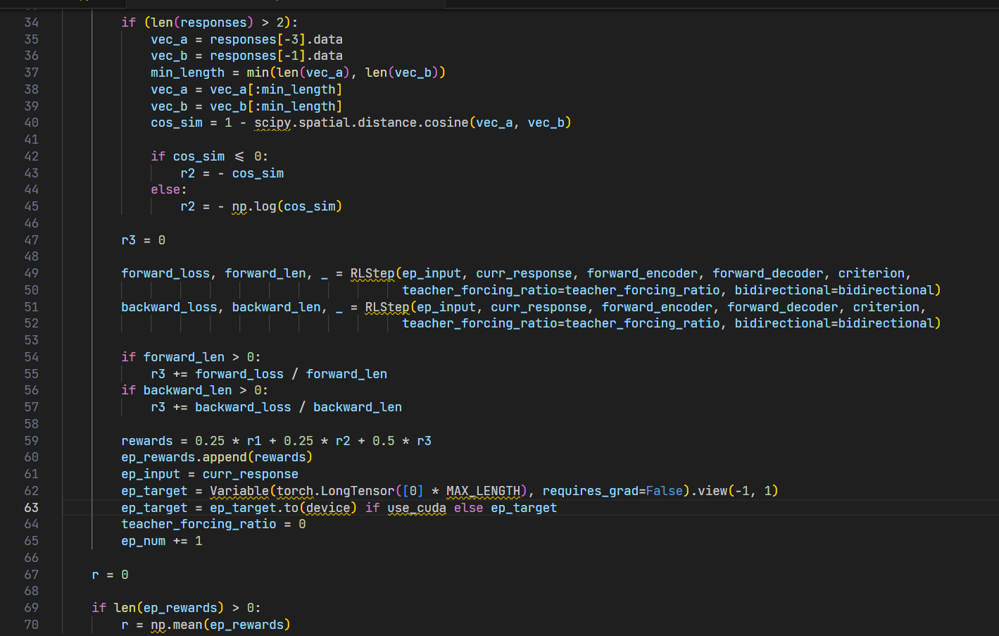 34 if (len(responses) > 2):
35 vec_a = responses[-3].data
36 vec_b = responses[-1].data
37 min_length = min(len(vec_a), len(vec_b))
38 vec_a = vec_a[:min_length]
39 vec_b = vec_b[:min_length]
40 cos_sim = 1 - scipy.spatial.distance.cosine(vec_a, vec_b)
41
42 if cos_sim <= 0:
43 r2 = - cos_sim
44 else:
45 r2 = - np.log(cos_sim)
46
47 r3 = 0
48
49 forward_loss, forward_len, _ = RLStep(ep_input, curr_response, forward_encoder, forward_decoder, criterion,
50 teacher_forcing_ratio=teacher_forcing_ratio, bidirectional=bidirectional)
51 backward_loss, backward_len, _ = RLStep(ep_input, curr_response, forward_encoder, forward_decoder, criterion,
52 teacher_forcing_ratio=teacher_forcing_ratio, bidirectional=bidirectional)
53
54 if forward_len > 0:
55 r3 += forward_loss / forward_len
56 if backward_len > 0:
57 r3 += backward_loss / backward_len
58
59 rewards = 0.25 * r1 + 0.25 * r2 + 0.5 * r3
60 ep_rewards.append(rewards)
61 ep_input = curr_response
62 ep_target = Variable(torch.LongTensor([0] * MAX_LENGTH), requires_grad=False).view(-1, 1)
63 ep_target = ep_target.to(device) if use_cuda else ep_target
64 teacher_forcing_ratio = 0
65 ep_num += 1
66
67 r = 0
68
69 if len(ep_rewards) > 0:
70 r = np.mean(ep_rewards)